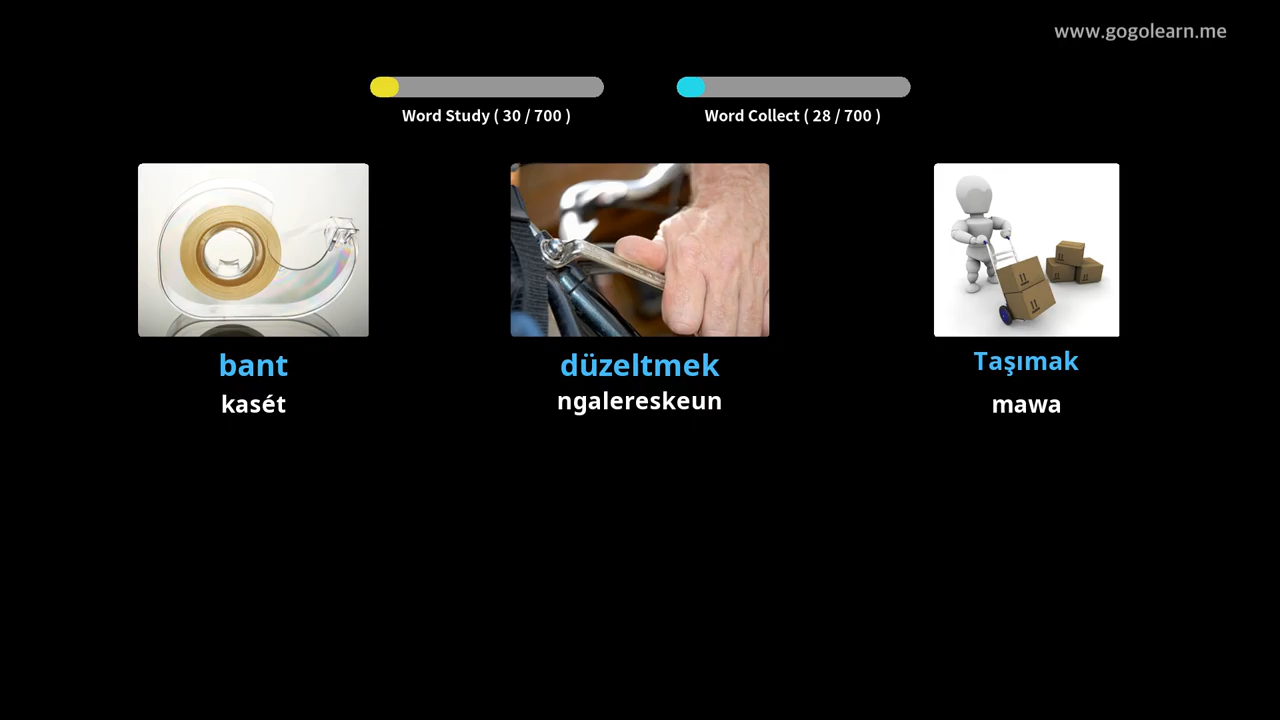 www.gogolearn.me
Word Study ( 30 / 700 )
Word Collect ( 28 / 700 )
bant
düzeltmek
Taşımak
kasét
ngalereskeun
mawa